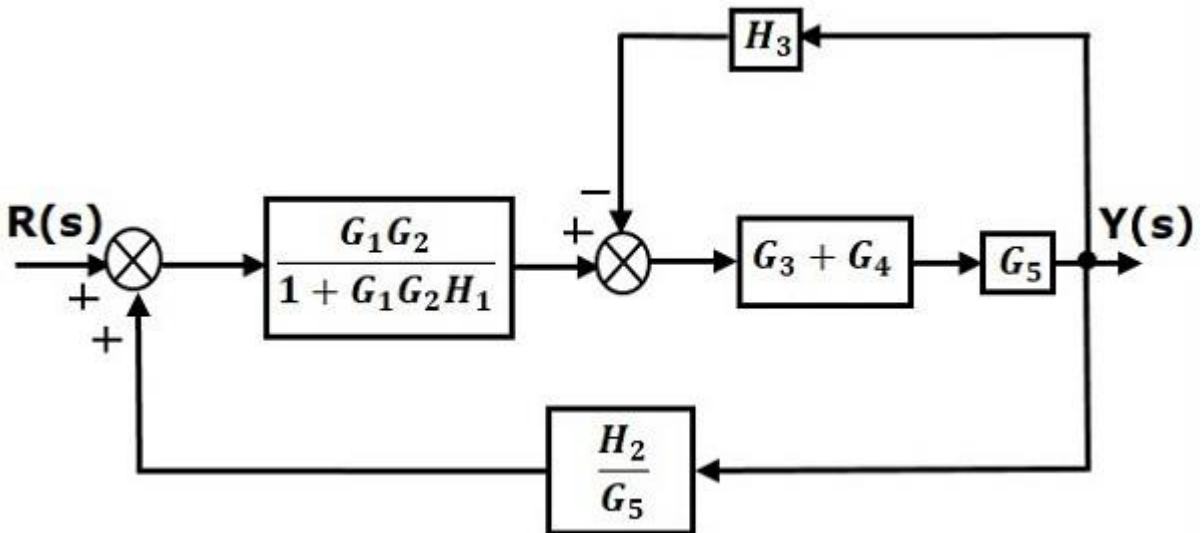 H₃
−
R(s)
+
+
G₁G₂
1 + G₁G₂H₁
+
G₃ + G₄
G₅
Y(s)
H₂
G₅